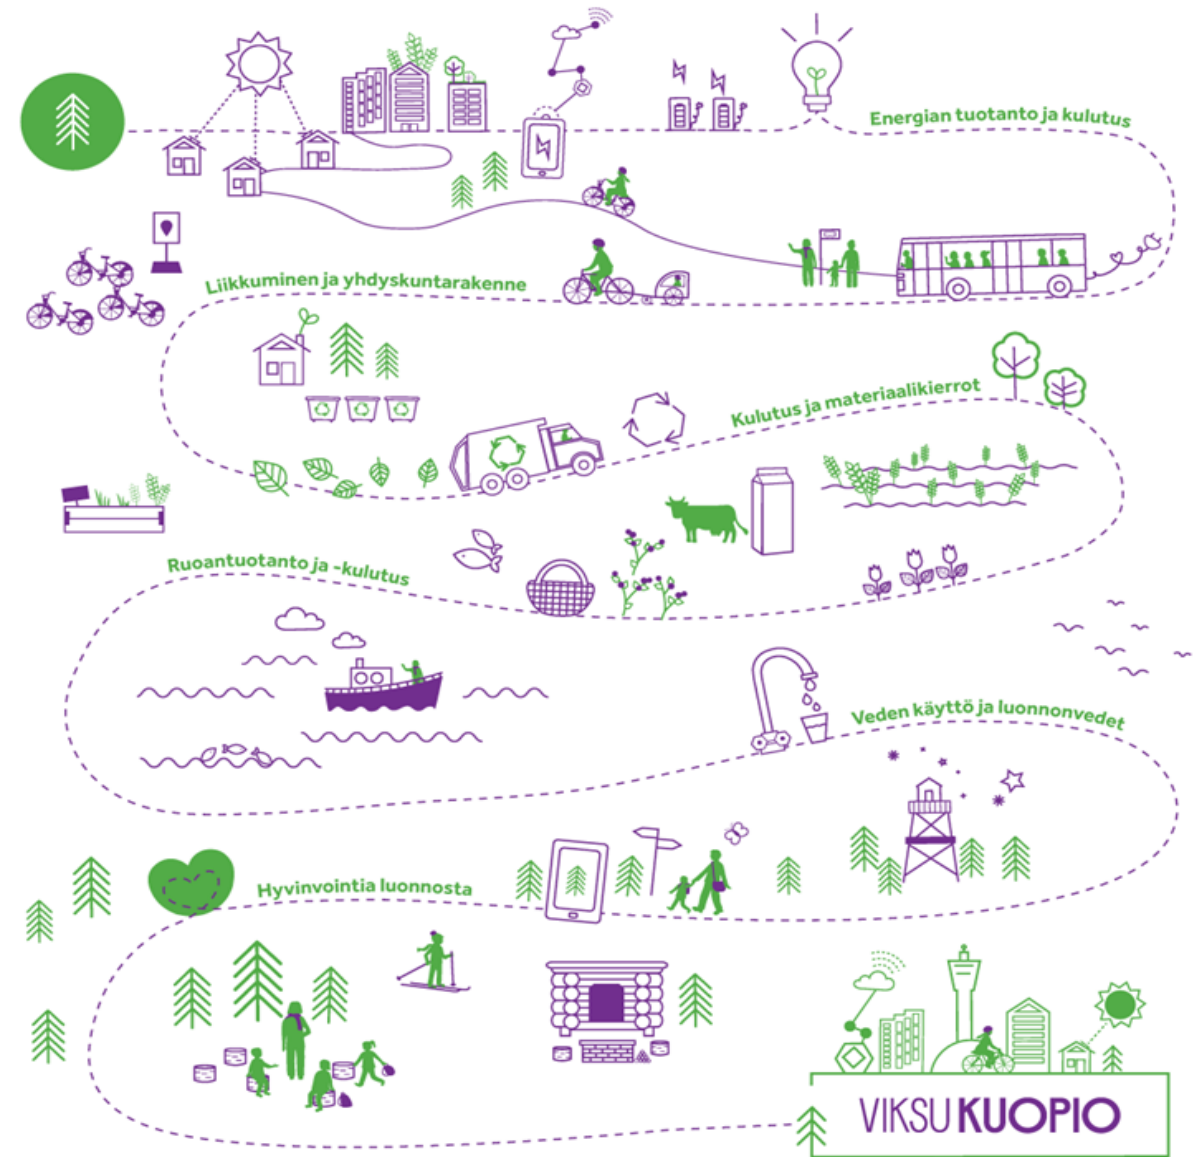 Energian tuotanto ja kulutus
Liikkuminen ja yhdyskuntarakenne
Kulutus ja materiaalikierrot
Ruoantuotanto ja -kulutus
Veden käyttö ja luonnonvedet
Hyvinvointia luonnosta
VIKSU KUOPIO